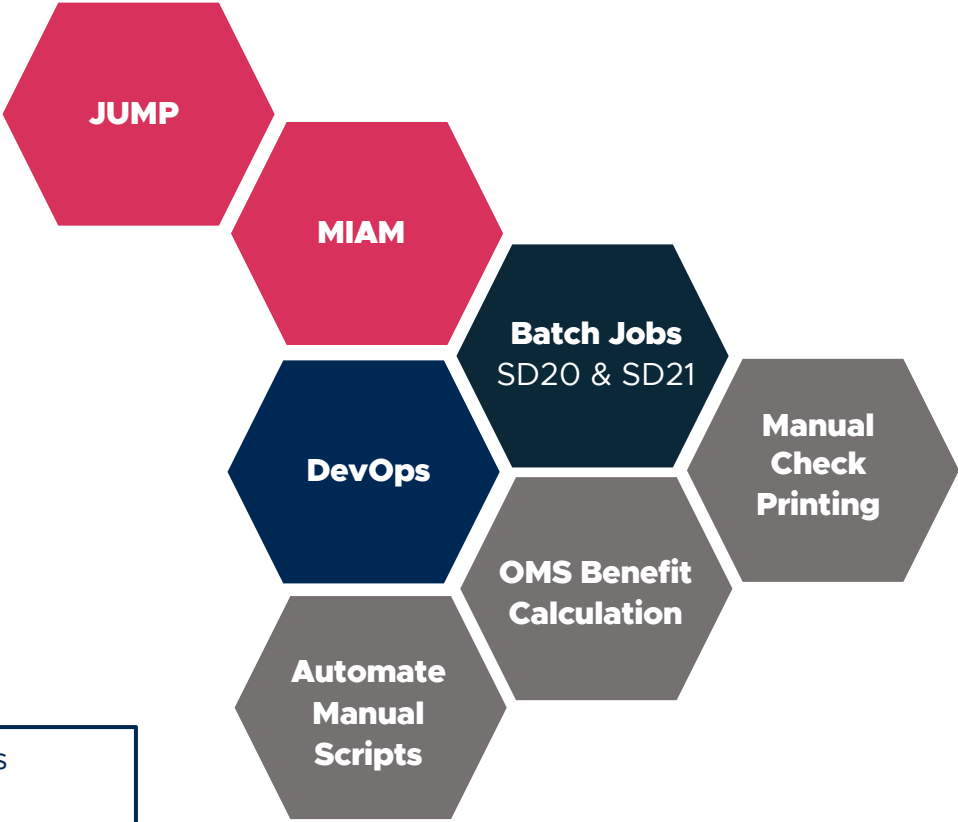 JUMP
MIAM
Batch Jobs
SD20 & SD21
Manual
Check
Printing
DevOps
OMS Benefit
Calculation
Automate
Manual
Scripts